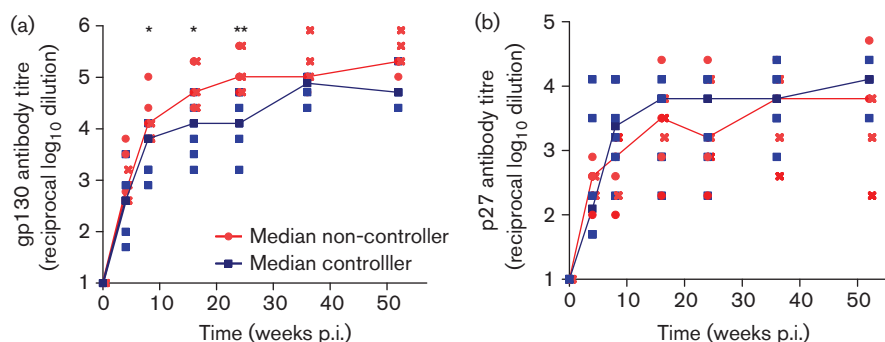 (a)
* * **
gp130 antibody titre
(reciprocal log10 dilution)
6
5
4
3
2
1
Median non-controller
Median controlller
0 10 20 30 40 50
Time (weeks p.i.)
(b)
p27 antibody titre
(reciprocal log10 dilution)
5
4
3
2
1
0 10 20 30 40 50
Time (weeks p.i.)